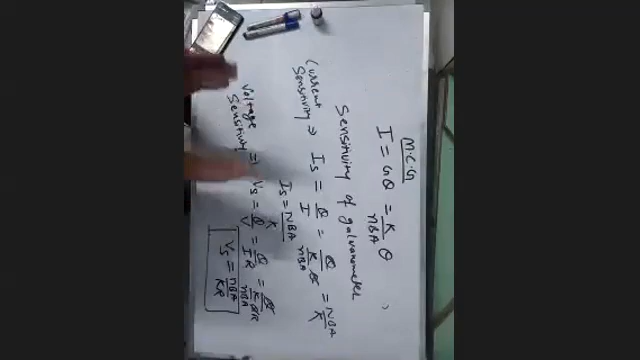 M.C.G
I = Gθ = K/NBA θ
Sensitivity of galvanometer
Current Sensitivity ⇒ Is = θ/I = θ/(K/NBA θ) = NBA/K
Is = NBA/K
Voltage Sensitivity = Vs = θ/V = θ/IR = θ/(K/NBA θR)
Vs = NBA/KR